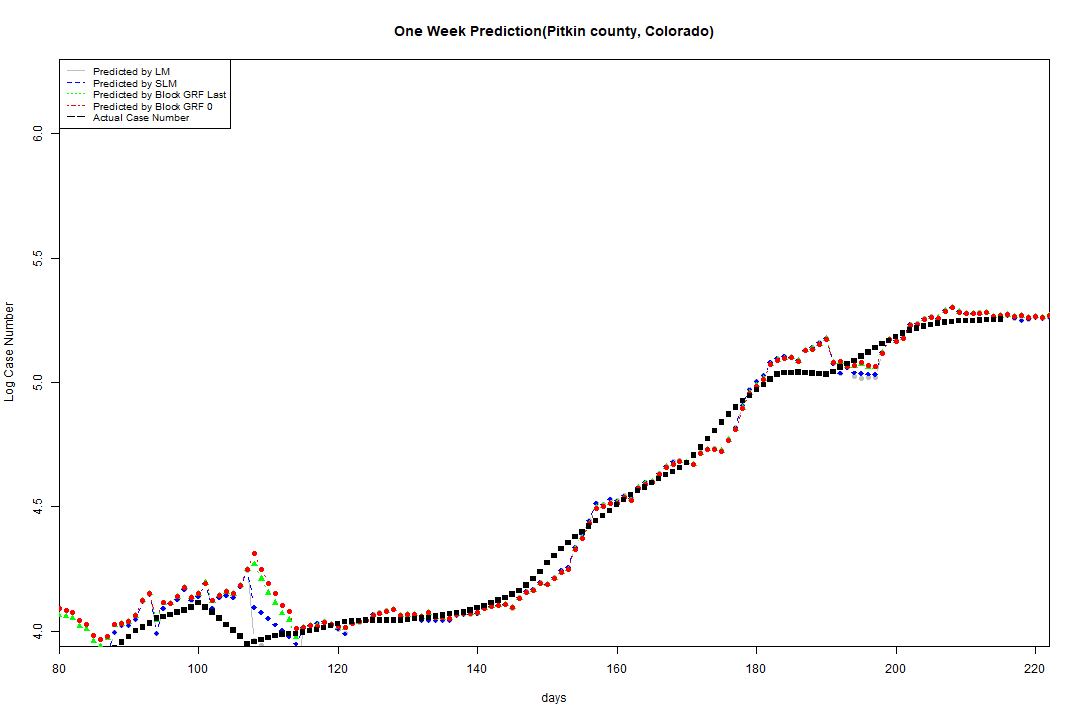 One Week Prediction(Pitkin county, Colorado)
Predicted by LM
Predicted by SLM
Predicted by Block GRF Last
Predicted by Block GRF 0
Actual Case Number
6.0
5.5
5.0
4.5
4.0
Log Case Number
80 100 120 140 160 180 200 220
days